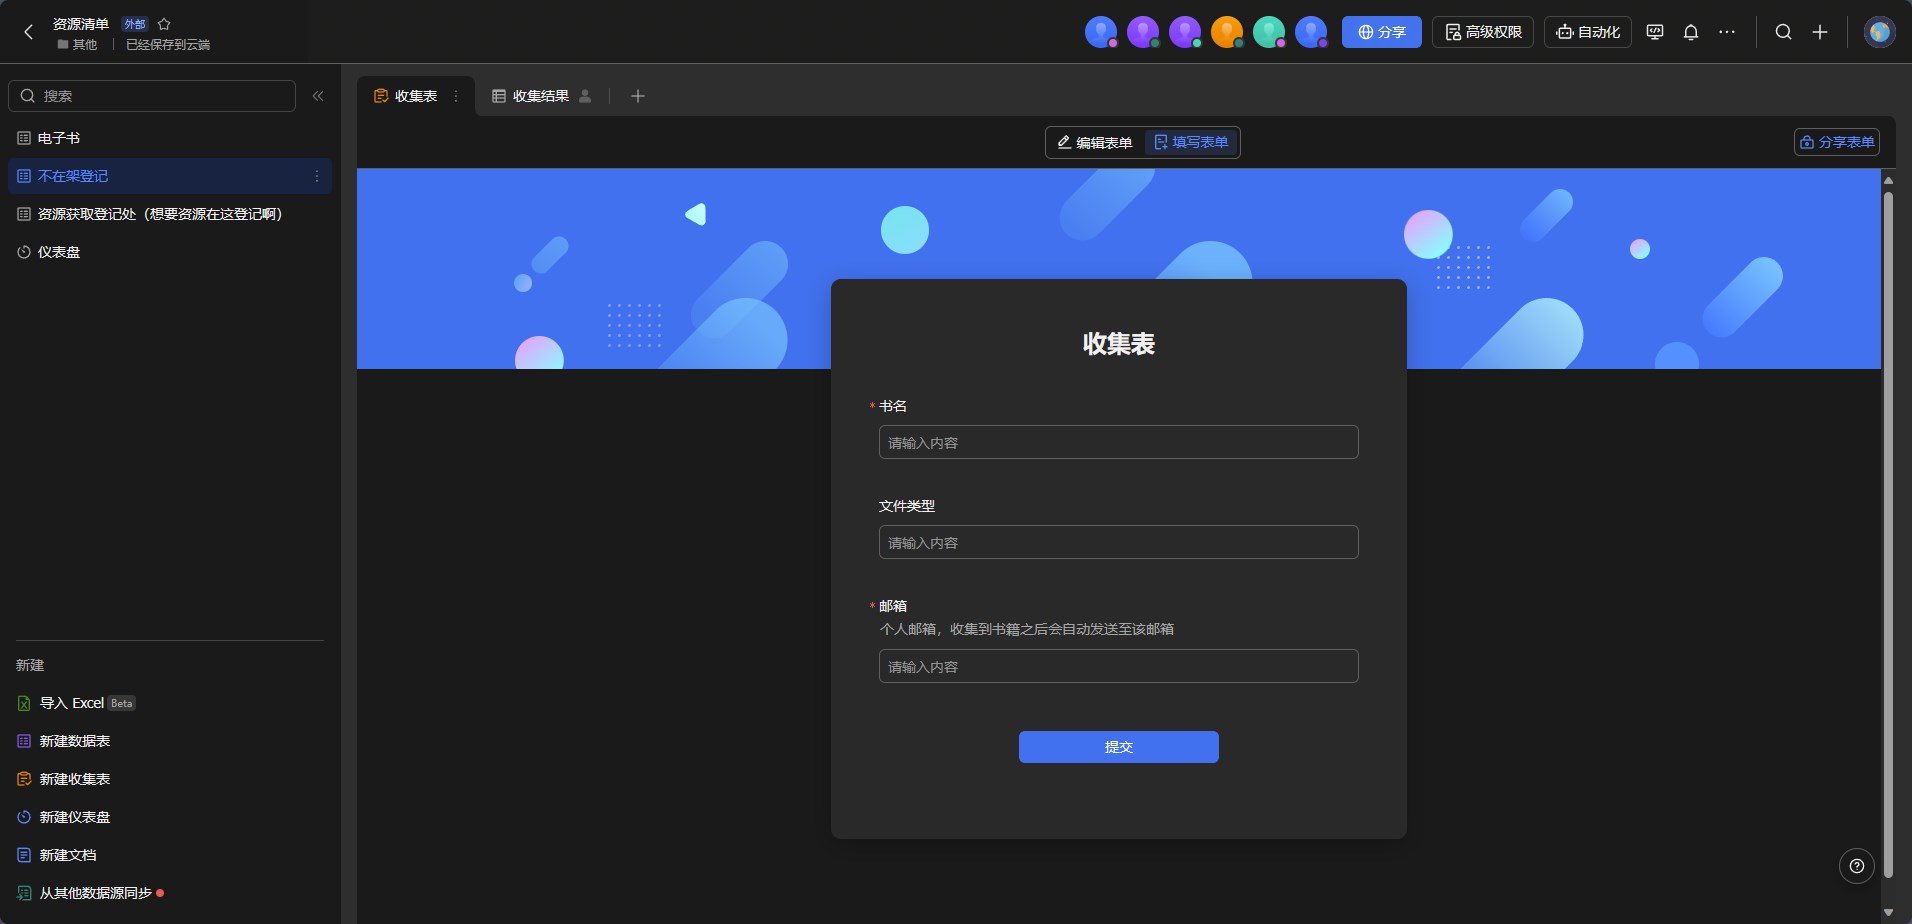 资源清单 外部
其他 已经保存到云端
分享
高级权限
自动化
搜索
电子书
不在架登记
资源获取登记处（想要资源在这登记啊）
仪表盘
新建
导入 Excel Beta
新建数据表
新建收集表
新建仪表盘
新建文档
从其他数据源同步
收集表
收集结果
编辑表单
填写表单
分享表单
收集表
* 书名
请输入内容
文件类型
请输入内容
* 邮箱
个人邮箱，收集到书籍之后会自动发送至该邮箱
请输入内容
提交